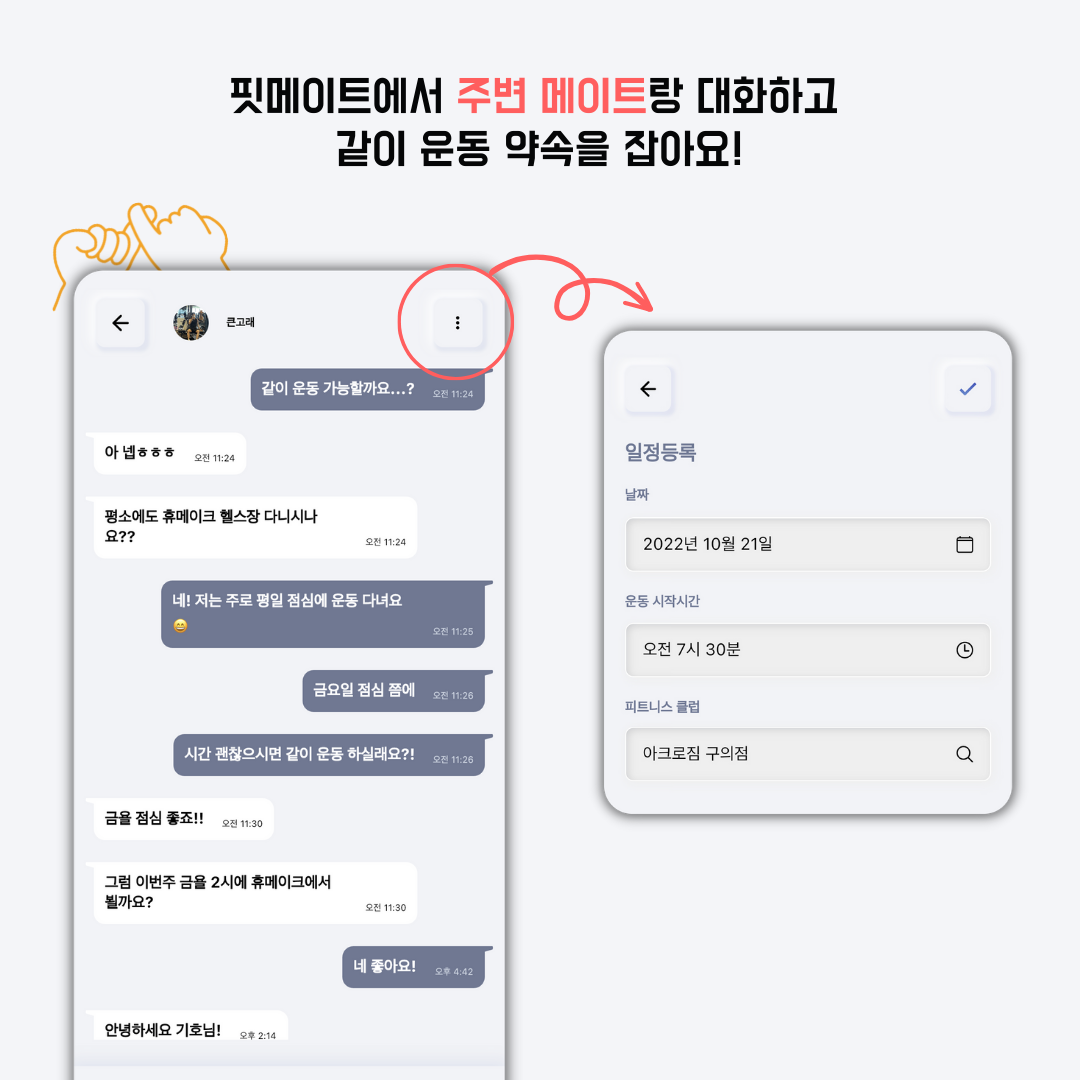 핏메이트에서 주변 메이트랑 대화하고
같이 운동 약속을 잡아요!
큰고래
같이 운동 가능할까요...? 오전 11:24
아 넵ㅎㅎㅎ 오전 11:24
평소에도 휴메이크 헬스장 다니시나
요?? 오전 11:24
네! 저는 주로 평일 점심에 운동 다녀요
😄 오전 11:25
금요일 점심 쯤에 오전 11:26
시간 괜찮으시면 같이 운동 하실래요?! 오전 11:26
금욜 점심 좋죠!! 오전 11:30
그럼 이번주 금욜 2시에 휴메이크에서
뵐까요? 오전 11:30
네 좋아요! 오후 4:42
안녕하세요 기호님! 오후 2:14
일정등록
날짜
2022년 10월 21일
운동 시작시간
오전 7시 30분
피트니스 클럽
아크로짐 구의점